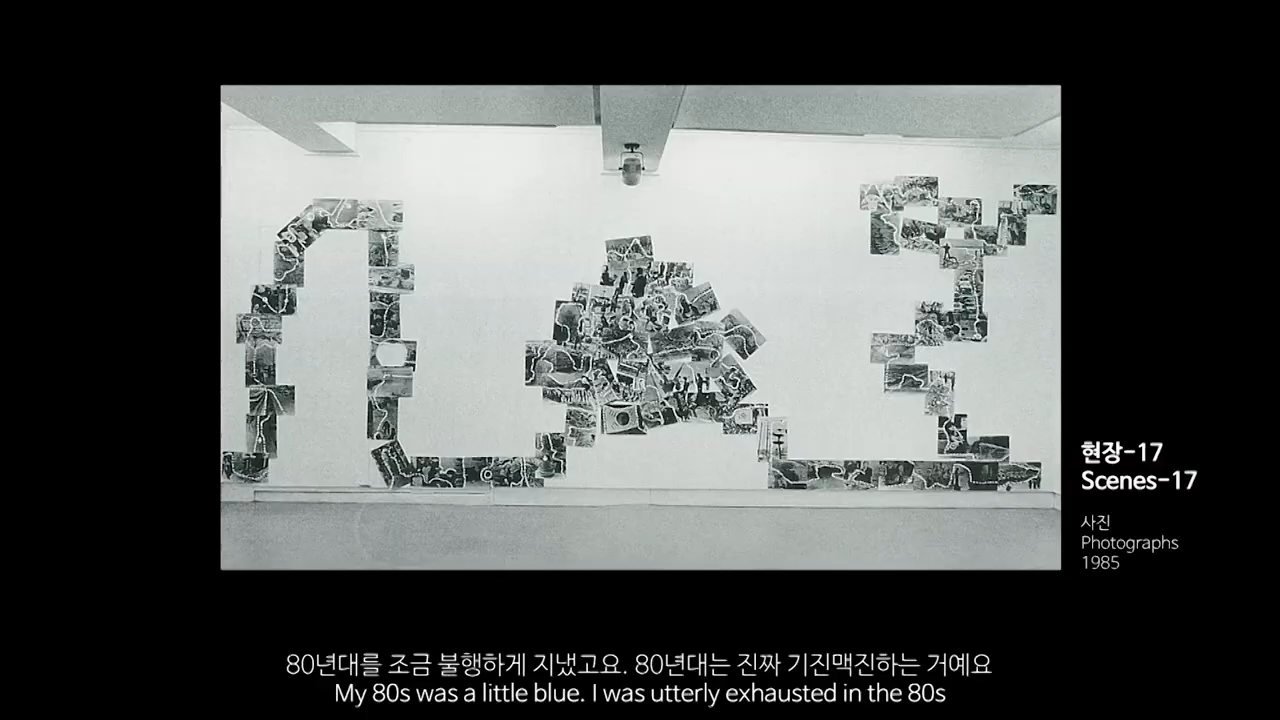 현장-17
Scenes-17
사진
Photographs
1985
80년대를 조금 불행하게 지냈고요. 80년대는 진짜 기진맥진하는 거예요
My 80s was a little blue. I was utterly exhausted in the 80s